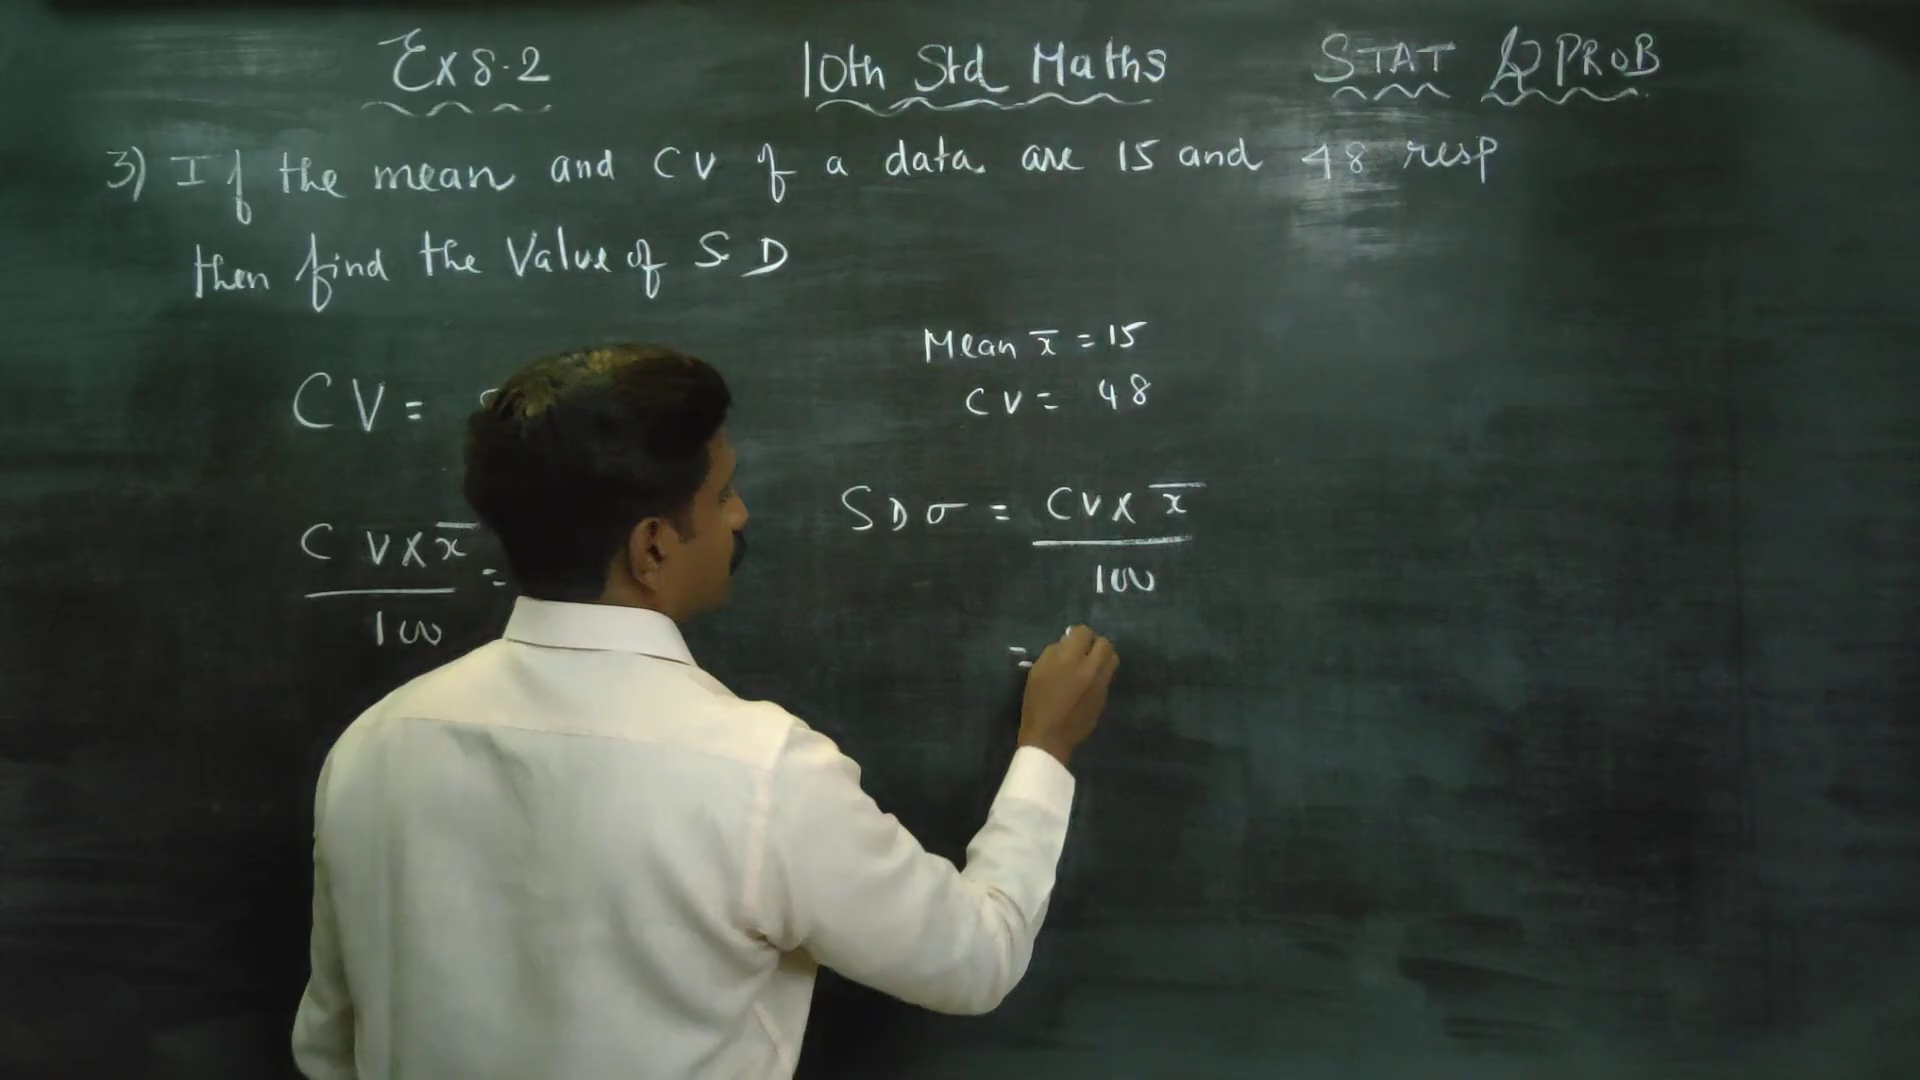 Ex 8.2 10th Std Maths STAT & PROB
3) If the mean and CV of a data are 15 and 48 resp
then find the Value of S D
Mean x̄ = 15
CV =
CV = 48
SD σ = CV X x̄
100
C V X x̄ =
100
=